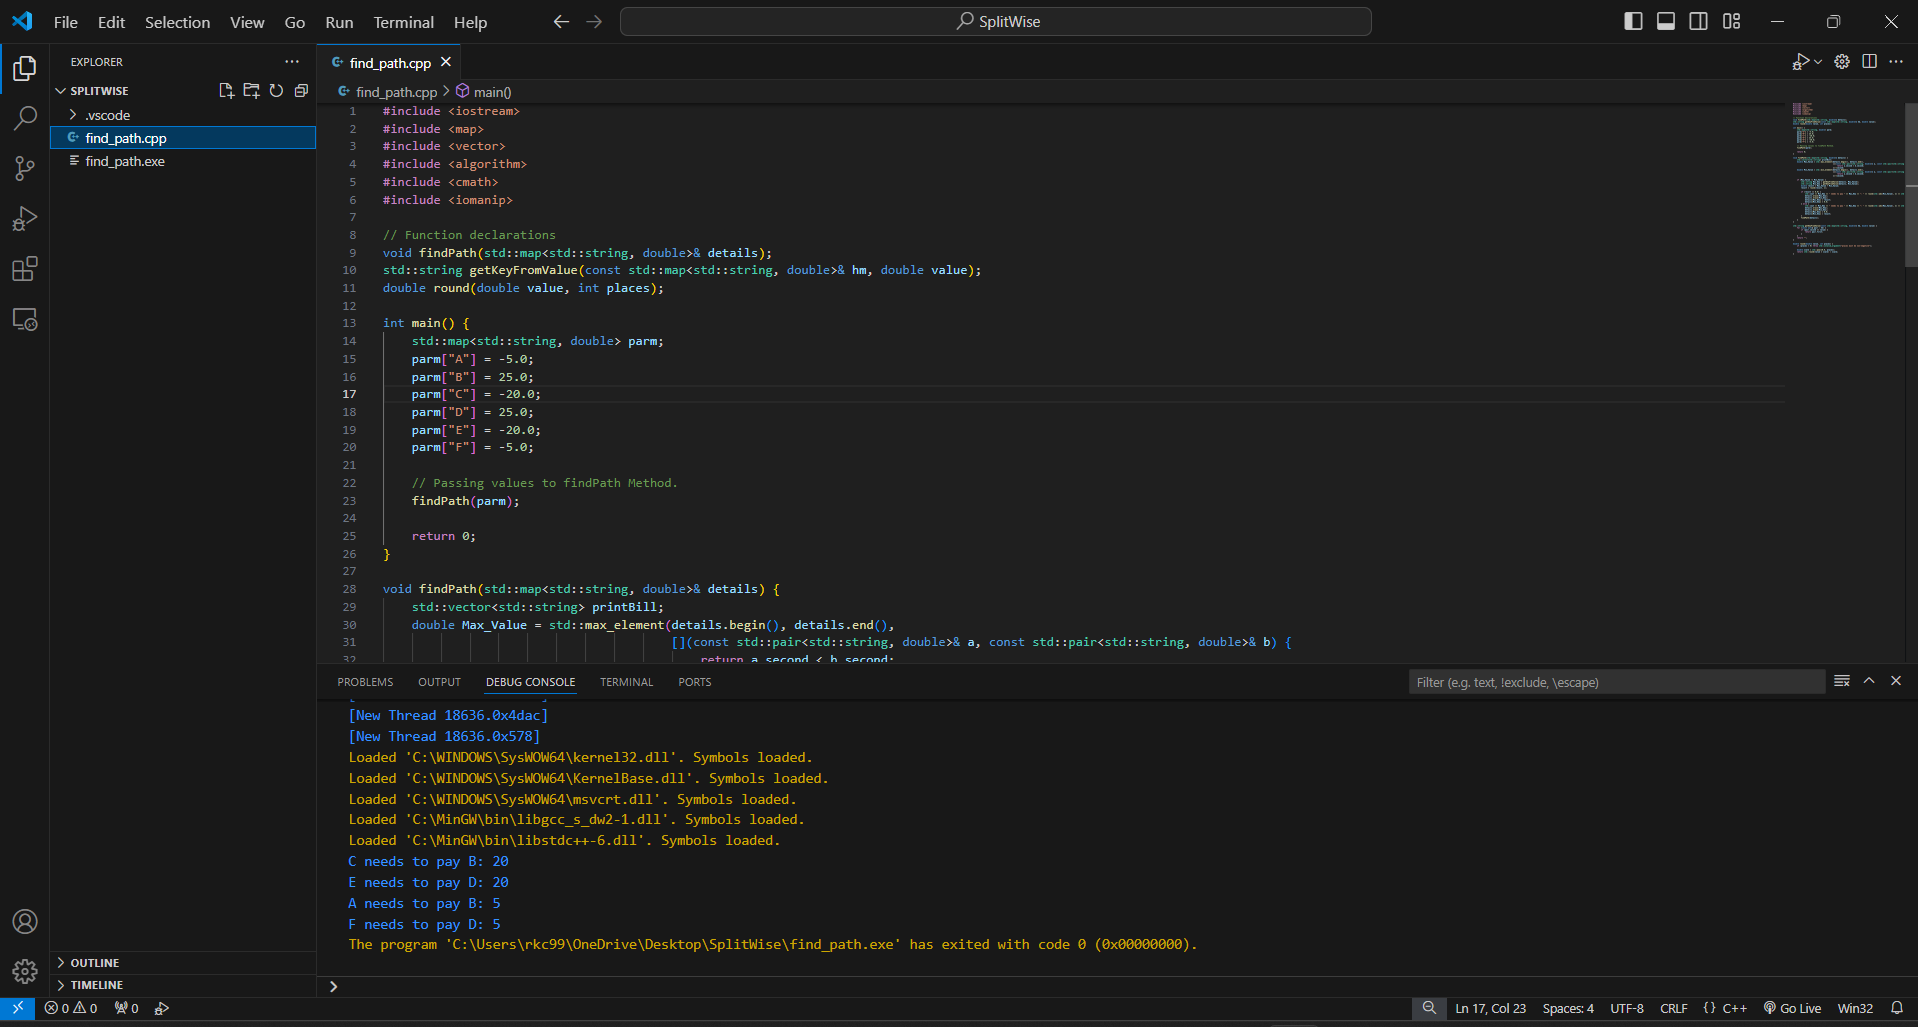 File Edit Selection View Go Run Terminal Help
SplitWise
EXPLORER
SPLITWISE
.vscode
find_path.cpp
find_path.exe
OUTLINE
TIMELINE
find_path.cpp
find_path.cpp > main()
1 #include <iostream>
2 #include <map>
3 #include <vector>
4 #include <algorithm>
5 #include <cmath>
6 #include <iomanip>
7
8 // Function declarations
9 void findPath(std::map<std::string, double>& details);
10 std::string getKeyFromValue(const std::map<std::string, double>& hm, double value);
11 double round(double value, int places);
12
13 int main() {
14 std::map<std::string, double> parm;
15 parm["A"] = -5.0;
16 parm["B"] = 25.0;
17 parm["C"] = -20.0;
18 parm["D"] = 25.0;
19 parm["E"] = -20.0;
20 parm["F"] = -5.0;
21
22 // Passing values to findPath Method.
23 findPath(parm);
24
25 return 0;
26 }
27
28 void findPath(std::map<std::string, double>& details) {
29 std::vector<std::string> printBill;
30 double Max_Value = std::max_element(details.begin(), details.end(),
31 [](const std::pair<std::string, double>& a, const std::pair<std::string, double>& b) {
32 return a.second < b.second;
PROBLEMS OUTPUT DEBUG CONSOLE TERMINAL PORTS
Filter (e.g. text, !exclude, \escape)
[New Thread 18636.0x4dac]
[New Thread 18636.0x578]
Loaded 'C:\WINDOWS\SysWOW64\kernel32.dll'. Symbols loaded.
Loaded 'C:\WINDOWS\SysWOW64\KernelBase.dll'. Symbols loaded.
Loaded 'C:\WINDOWS\SysWOW64\msvcrt.dll'. Symbols loaded.
Loaded 'C:\MinGW\bin\libgcc_s_dw2-1.dll'. Symbols loaded.
Loaded 'C:\MinGW\bin\libstdc++-6.dll'. Symbols loaded.
C needs to pay B: 20
E needs to pay D: 20
A needs to pay B: 5
F needs to pay D: 5
The program 'C:\Users\rkc99\OneDrive\Desktop\SplitWise\find_path.exe' has exited with code 0 (0x00000000).
0 0 0
Ln 17, Col 23 Spaces: 4 UTF-8 CRLF {} C++ Go Live Win32